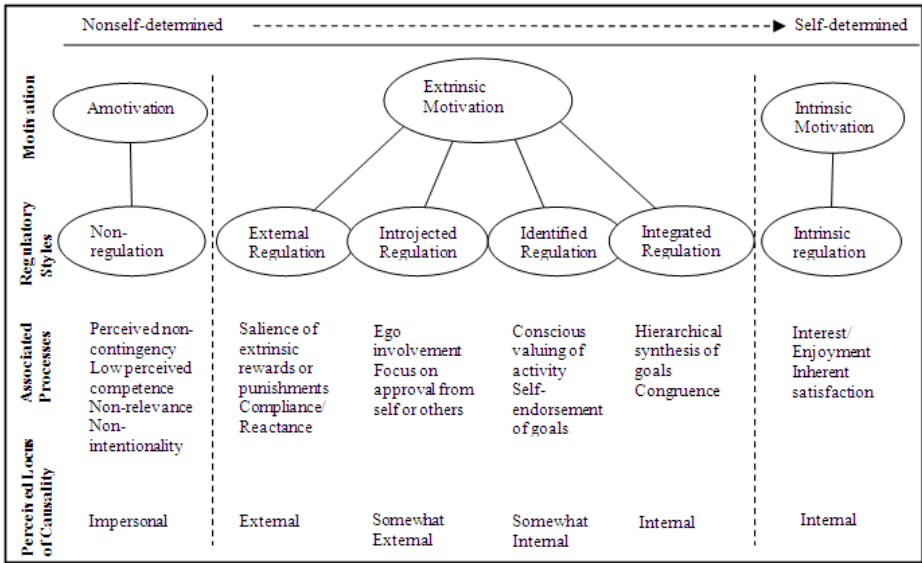 Nonself-determined
Self-determined
Motivation
Amotivation
Extrinsic
Motivation
Intrinsic
Motivation
Regulatory
Styles
Non-
regulation
External
Regulation
Introjected
Regulation
Identified
Regulation
Integrated
Regulation
Intrinsic
regulation
Associated
Processes
Perceived non-
contingency
Low perceived
competence
Non-relevance
Non-
intentionality
Salience of
extrinsic
rewards or
punishments
Compliance/
Reactance
Ego
involvement
Focus on
approval from
self or others
Conscious
valuing of
activity
Self-
endorsement
of goals
Hierarchical
synthesis of
goals
Congruence
Interest/
Enjoyment
Inherent
satisfaction
Perceived Locus
of Causality
Impersonal
External
Somewhat
External
Somewhat
Internal
Internal
Internal